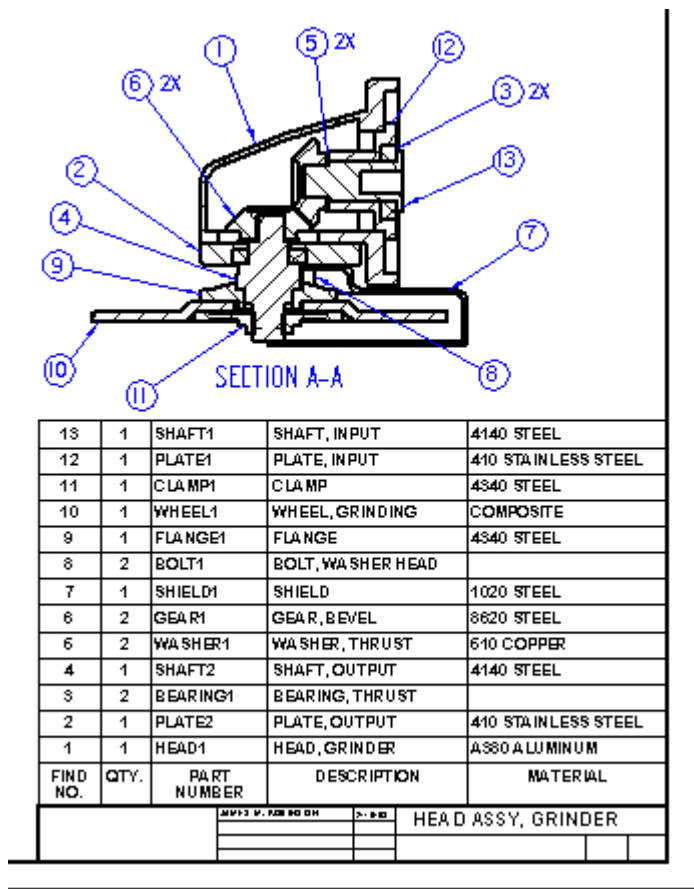 1
5 2X
12
6 2X
3 2X
2
13
4
7
9
10
11
8
SECTION A-A
13 1 SHAFT1 SHAFT, INPUT 4140 STEEL
12 1 PLATE1 PLATE, INPUT 410 STAINLESS STEEL
11 1 CLAMP1 CLAMP 4340 STEEL
10 1 WHEEL1 WHEEL, GRINDING COMPOSITE
9 1 FLANGE1 FLANGE 4340 STEEL
8 2 BOLT1 BOLT, WASHER HEAD
7 1 SHIELD1 SHIELD 1020 STEEL
6 2 GEAR1 GEAR, BEVEL 8620 STEEL
5 2 WASHER1 WASHER, THRUST 510 COPPER
4 1 SHAFT2 SHAFT, OUTPUT 4140 STEEL
3 2 BEARING1 BEARING, THRUST
2 1 PLATE2 PLATE, OUTPUT 410 STAINLESS STEEL
1 1 HEAD1 HEAD, GRINDER A380 ALUMINUM
FIND NO. QTY. PART NUMBER DESCRIPTION MATERIAL
HEAD ASSY, GRINDER